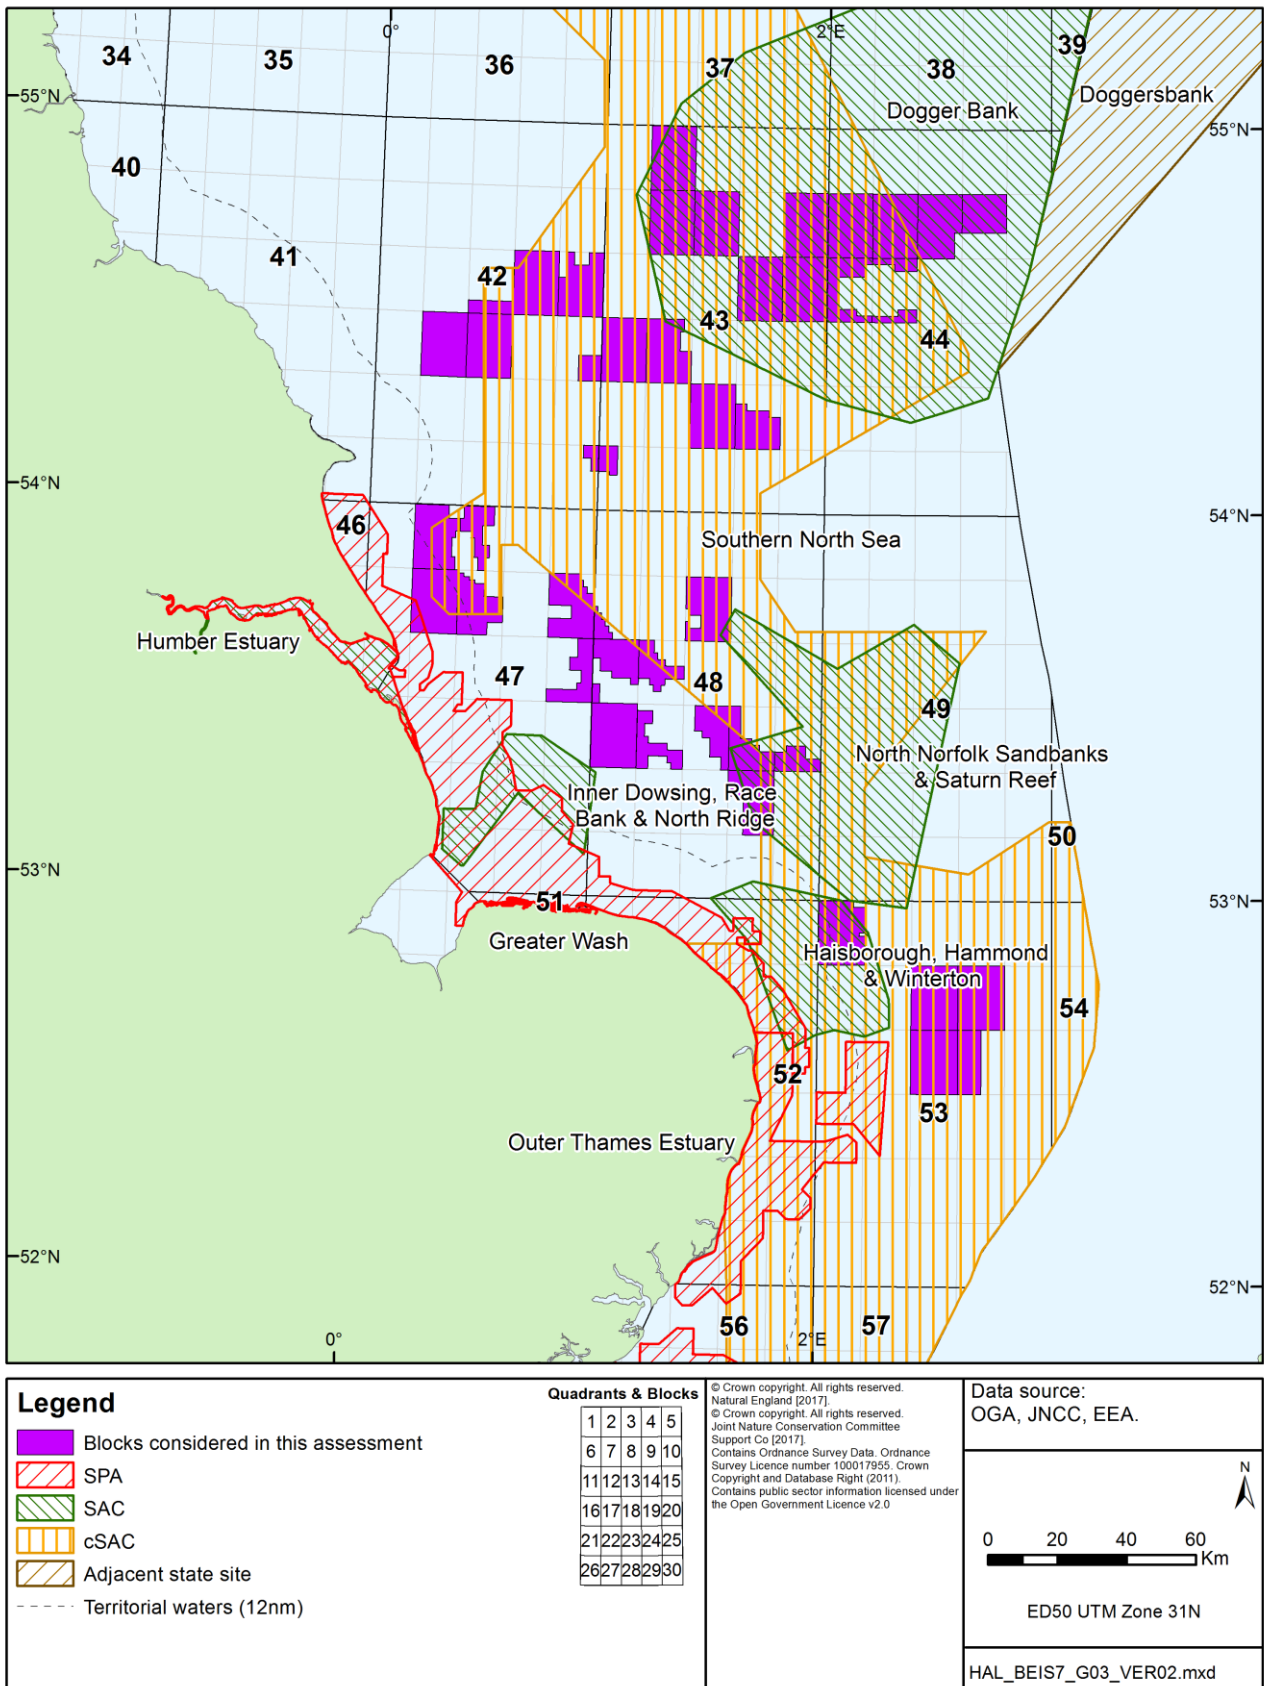 0°
2°E
34
35
36
37
38
39
55°N
Dogger Bank
Doggersbank
55°N
40
41
42
43
44
54°N
54°N
46
Southern North Sea
Humber Estuary
47
48
49
North Norfolk Sandbanks
& Saturn Reef
Inner Dowsing, Race
Bank & North Ridge
50
53°N
53°N
51
Greater Wash
Haisborough, Hammond
& Winterton
54
52
53
Outer Thames Estuary
52°N
52°N
56
57
0°
2°E
Legend
Blocks considered in this assessment
SPA
SAC
cSAC
Adjacent state site
Territorial waters (12nm)
Quadrants & Blocks
1 2 3 4 5
6 7 8 9 10
11 12 13 14 15
16 17 18 19 20
21 22 23 24 25
26 27 28 29 30
© Crown copyright. All rights reserved.
Natural England [2017].
© Crown copyright. All rights reserved.
Joint Nature Conservation Committee
Support Co [2017].
Contains Ordnance Survey Data. Ordnance
Survey Licence number 100017955. Crown
Copyright and Database Right (2011).
Contains public sector information licensed under
the Open Government Licence v2.0
Data source:
OGA, JNCC, EEA.
N
0 20 40 60
Km
ED50 UTM Zone 31N
HAL_BEIS7_G03_VER02.mxd